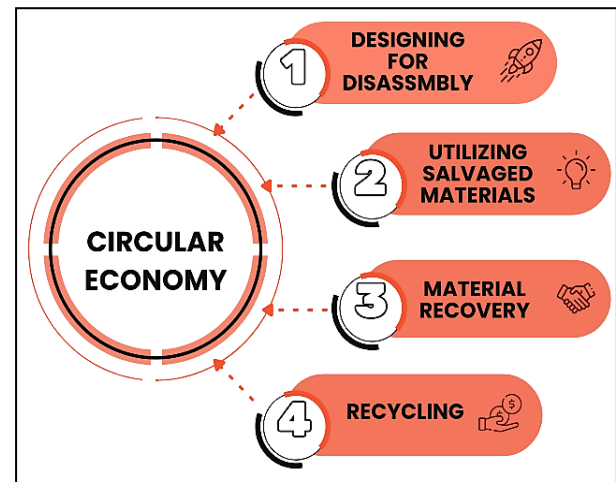 1
DESIGNING
FOR
DISASSMBLY
2
UTILIZING
SALVAGED
MATERIALS
CIRCULAR
ECONOMY
3
MATERIAL
RECOVERY
4
RECYCLING
$
$